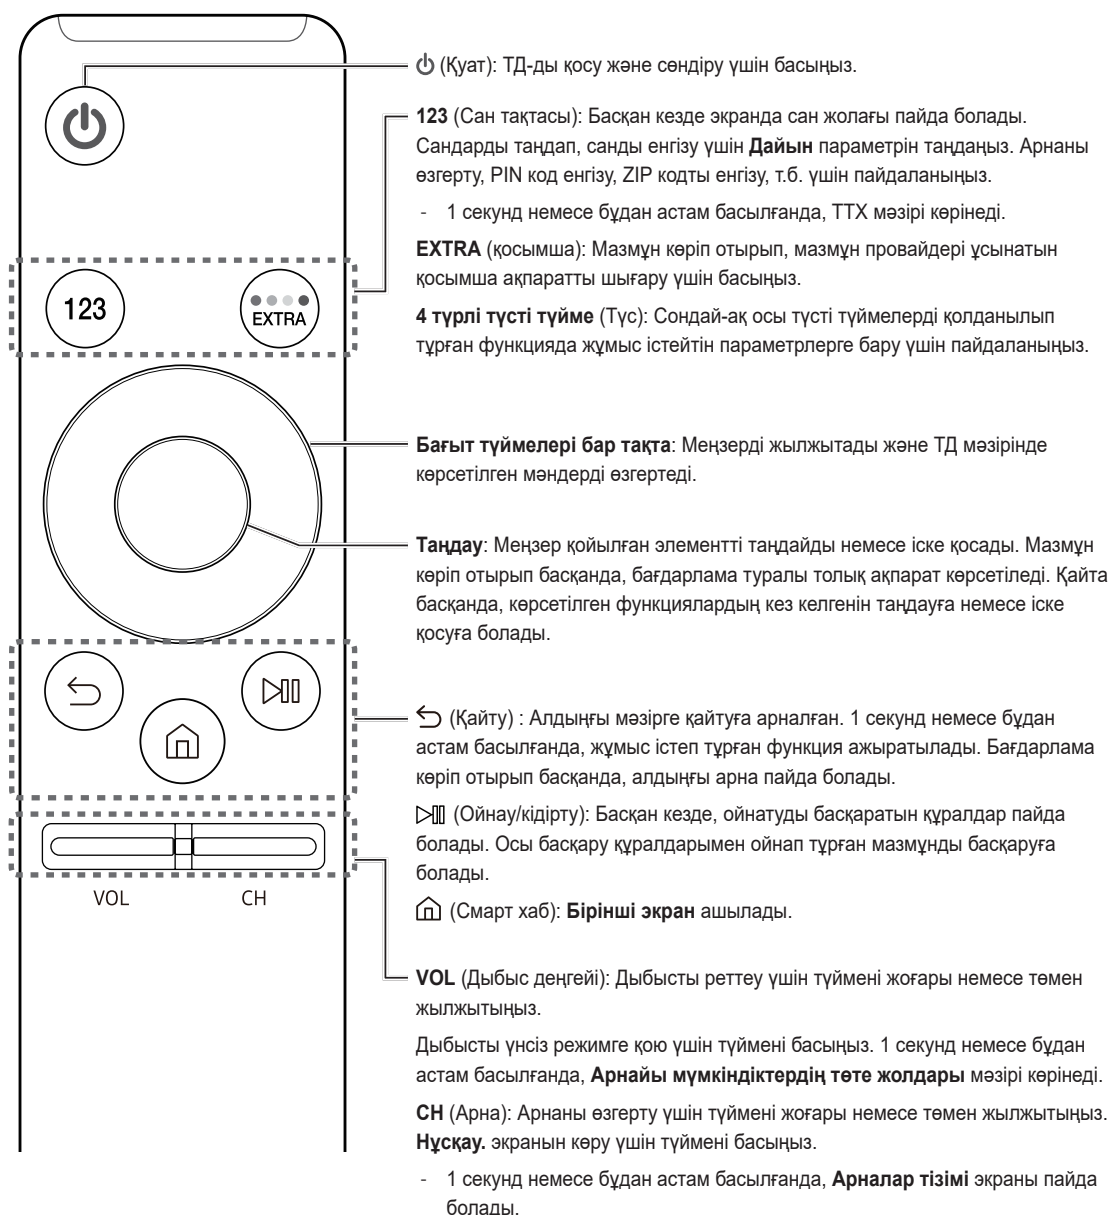 (Қуат): ТД-ды қосу және сөндіру үшін басыңыз.
123 (Сан тақтасы): Басқан кезде экранда сан жолағы пайда болады.
Сандарды таңдап, санды енгізу үшін Дайын параметрін таңдаңыз. Арнаны
өзгерту, PIN код енгізу, ZIP кодты енгізу, т.б. үшін пайдаланыңыз.
- 1 секунд немесе бұдан астам басылғанда, TTX мәзірі көрінеді.
EXTRA (қосымша): Мазмұн көріп отырып, мазмұн провайдері ұсынатын
қосымша ақпаратты шығару үшін басыңыз.
123
EXTRA
4 түрлі түсті түйме (Түс): Сондай-ақ осы түсті түймелерді қолданылып
тұрған функцияда жұмыс істейтін параметрлерге бару үшін пайдаланыңыз.
Бағыт түймелері бар тақта: Меңзерді жылжытады және ТД мәзірінде
көрсетілген мәндерді өзгертеді.
Таңдау: Меңзер қойылған элементті таңдайды немесе іске қосады. Мазмұн
көріп отырып басқанда, бағдарлама туралы толық ақпарат көрсетіледі. Қайта
басқанда, көрсетілген функциялардың кез келгенін таңдауға немесе іске
қосуға болады.
(Қайту) : Алдыңғы мәзірге қайтуға арналған. 1 секунд немесе бұдан
астам басылғанда, жұмыс істеп тұрған функция ажыратылады. Бағдарлама
көріп отырып басқанда, алдыңғы арна пайда болады.
(Ойнау/кідірту): Басқан кезде, ойнатуды басқаратын құралдар пайда
болады. Осы басқару құралдарымен ойнап тұрған мазмұнды басқаруға
болады.
VOL
CH
(Смарт хаб): Бірінші экран ашылады.
VOL (Дыбыс деңгейі): Дыбысты реттеу үшін түймені жоғары немесе төмен
жылжытыңыз.
Дыбысты үнсіз режимге қою үшін түймені басыңыз. 1 секунд немесе бұдан
астам басылғанда, Арнайы мүмкіндіктердің төте жолдары мәзірі көрінеді.
CH (Арна): Арнаны өзгерту үшін түймені жоғары немесе төмен жылжытыңыз.
Нұсқау. экранын көру үшін түймені басыңыз.
- 1 секунд немесе бұдан астам басылғанда, Арналар тізімі экраны пайда
болады.